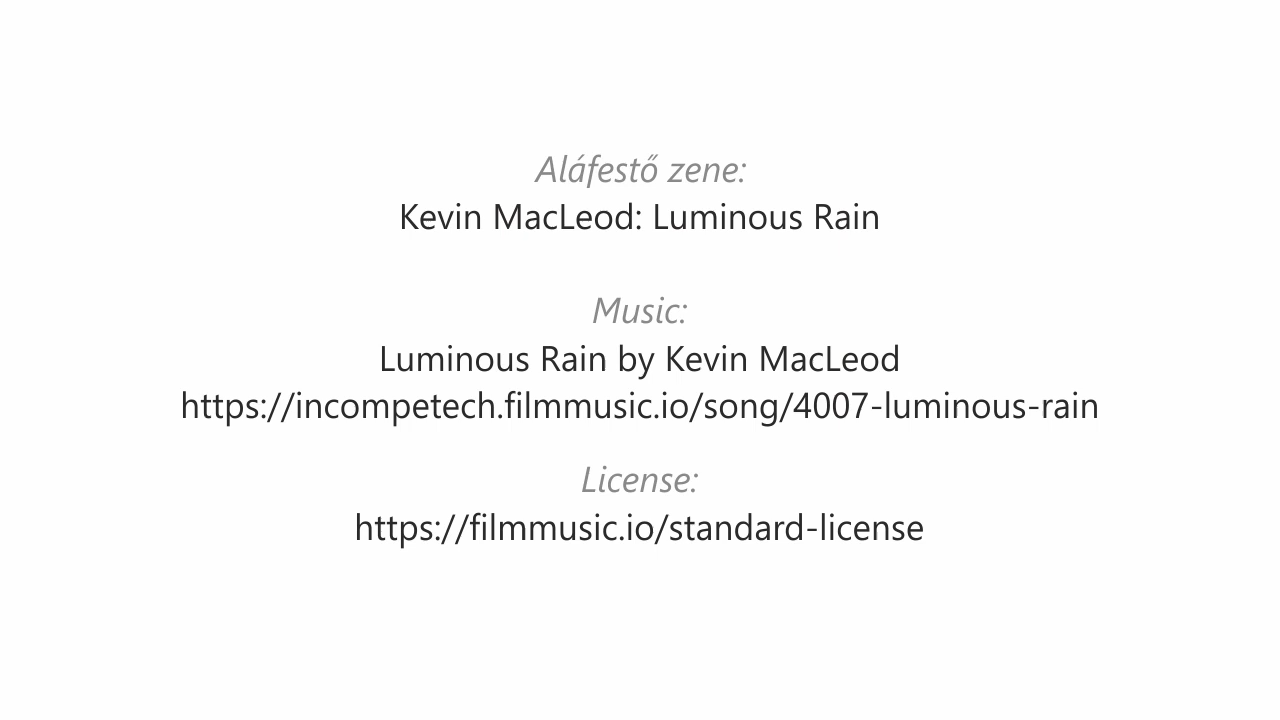 Aláfestő zene:
Kevin MacLeod: Luminous Rain
Music:
Luminous Rain by Kevin MacLeod
https://incompetech.filmmusic.io/song/4007-luminous-rain
License:
https://filmmusic.io/standard-license